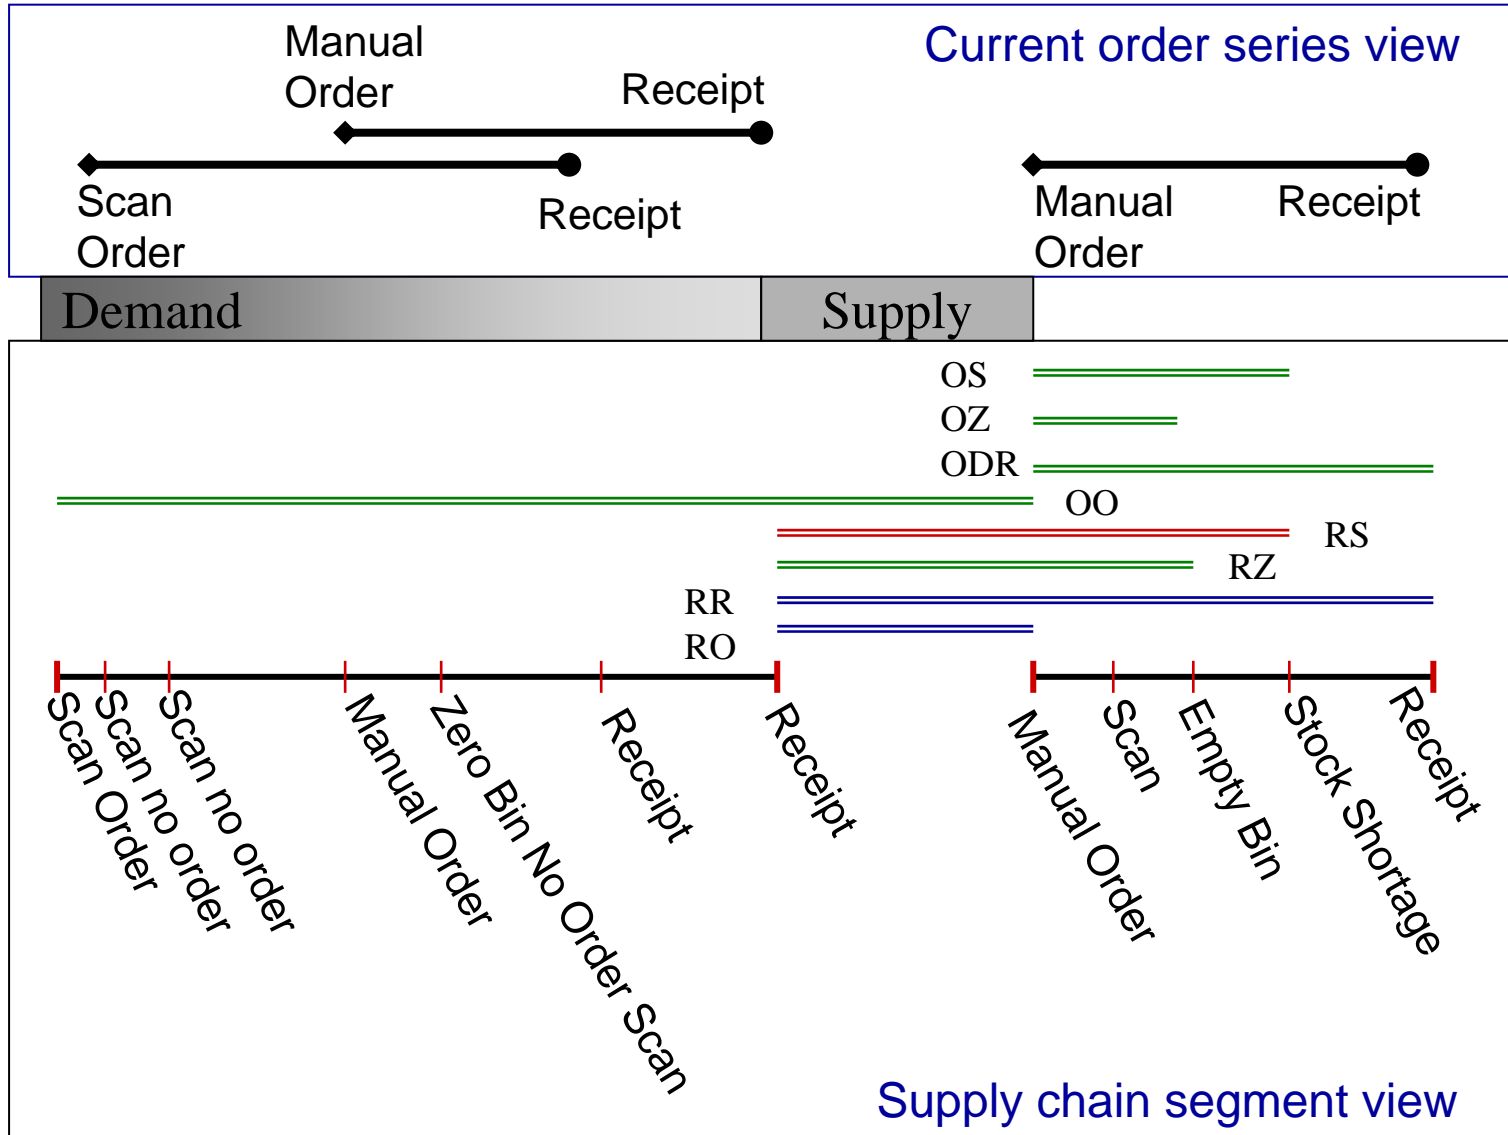 Manual
Order
Current order series view
Receipt
Scan
Order
Receipt
Manual
Order
Receipt
Demand
Supply
OS
OZ
ODR
OO
RS
RZ
RR
RO
Scan Order
Scan no order
Scan no order
Manual Order
Zero Bin No Order Scan
Receipt
Receipt
Manual Order
Scan
Empty Bin
Stock Shortage
Receipt
Supply chain segment view